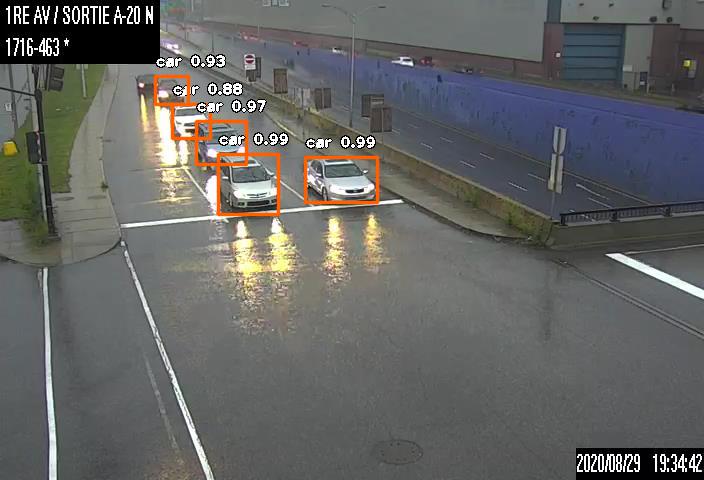 1RE AV / SORTIE A-20 N
1716-463 *
car 0.93
car 0.88
car 0.97
car 0.99
car 0.99
2020/08/29 19:34:42